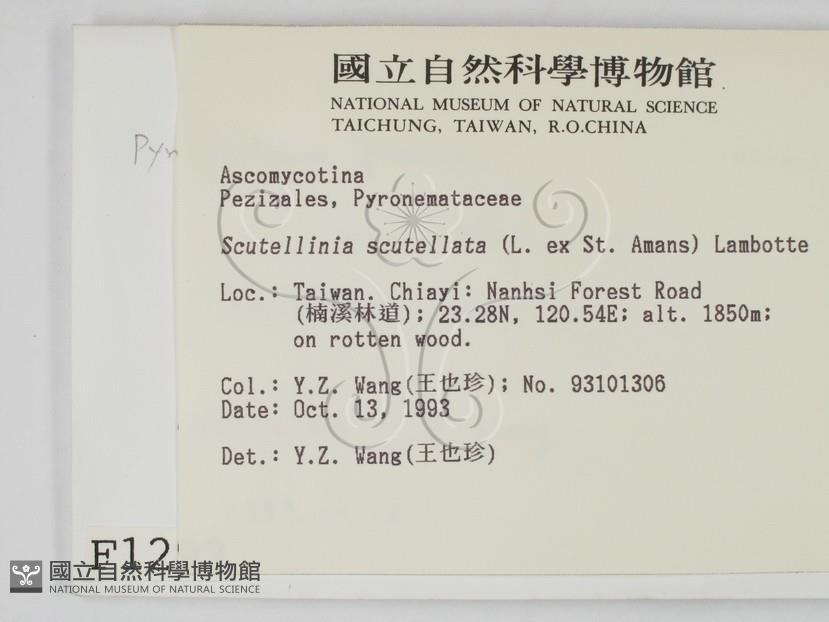 國立自然科學博物館
NATIONAL MUSEUM OF NATURAL SCIENCE
TAICHUNG, TAIWAN, R.O.CHINA
Pyr
Ascomycotina
Pezizales, Pyronemataceae
Scutellinia scutellata (L. ex St. Amans) Lambotte
Loc.: Taiwan. Chiayi: Nanhsi Forest Road
(楠溪林道); 23.28N, 120.54E; alt. 1850m;
on rotten wood.
Col.: Y.Z. Wang(王也珍); No. 93101306
Date: Oct. 13, 1993
Det.: Y.Z. Wang(王也珍)
F12
國立自然科學博物館
NATIONAL MUSEUM OF NATURAL SCIENCE